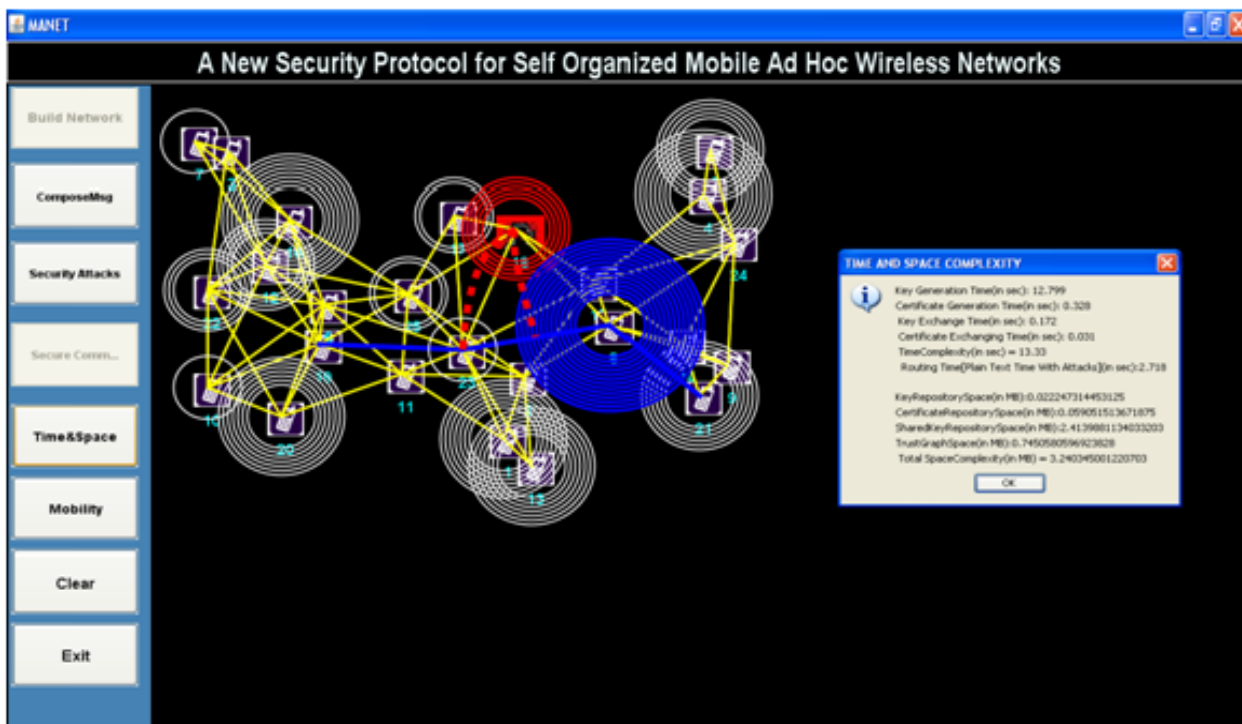 MANET
A New Security Protocol for Self Organized Mobile Ad Hoc Wireless Networks
Build Network
ComposeMsg
Security Attacks
Secure Comm...
Time&Space
Mobility
Clear
Exit
7
4
24
12
11
10
20
23
1
13
9
21
TIME AND SPACE COMPLEXITY
Key Generation Time(in sec): 12.799
Certificate Generation Time(in sec): 0.328
Key Exchange Time(in sec): 0.172
Certificate Exchanging Time(in sec): 0.031
TimeComplexity(in sec) = 13.33
Routing Time[Plain Text Time With Attacks](in sec):2.718
KeyRepositorySpace(in MB):0.022247314453125
CertificateRepositorySpace(in MB):0.059051513671875
SharedKeyRepositorySpace(in MB):2.4139881134033203
TrustGraphSpace(in MB):0.7450580596923828
Total SpaceComplexity(in MB) = 3.240345001220703
OK